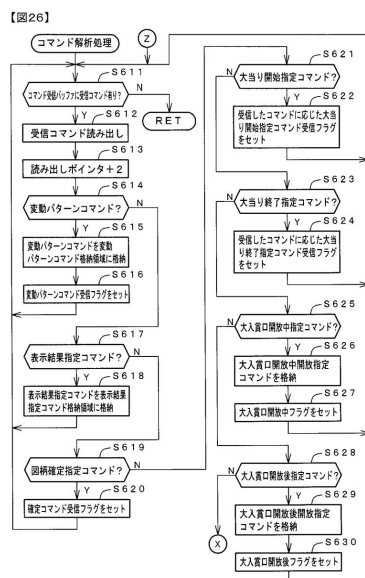 【図26】
コマンド解析処理
Z
S611
コマンド受信バッファに受信コマンド有り?
N
RET
Y
S612
受信コマンド読み出し
S613
読み出しポインタ+2
S614
変動パターンコマンド?
N
Y
S615
変動パターンコマンドを変動
パターンコマンド格納領域に格納
S616
変動パターンコマンド受信フラグをセット
S617
表示結果指定コマンド?
N
Y
S618
表示結果指定コマンドを表示結果
指定コマンド格納領域に格納
S619
図柄確定指定コマンド?
N
Y
S620
確定コマンド受信フラグをセット
S621
大当り開始指定コマンド?
N
Y
S622
受信したコマンドに応じた大当
り開始指定コマンド受信フラグ
をセット
S623
大当り終了指定コマンド?
N
Y
S624
受信したコマンドに応じた大当
り終了指定コマンド受信フラグ
をセット
S625
大入賞口開放中指定コマンド?
N
Y
S626
大入賞口開放中開放指定
コマンドを格納
S627
大入賞口開放中フラグをセット
S628
大入賞口開放後指定コマンド?
N
X
Y
S629
大入賞口開放後開放指定
コマンドを格納
S630
大入賞口開放後フラグをセット